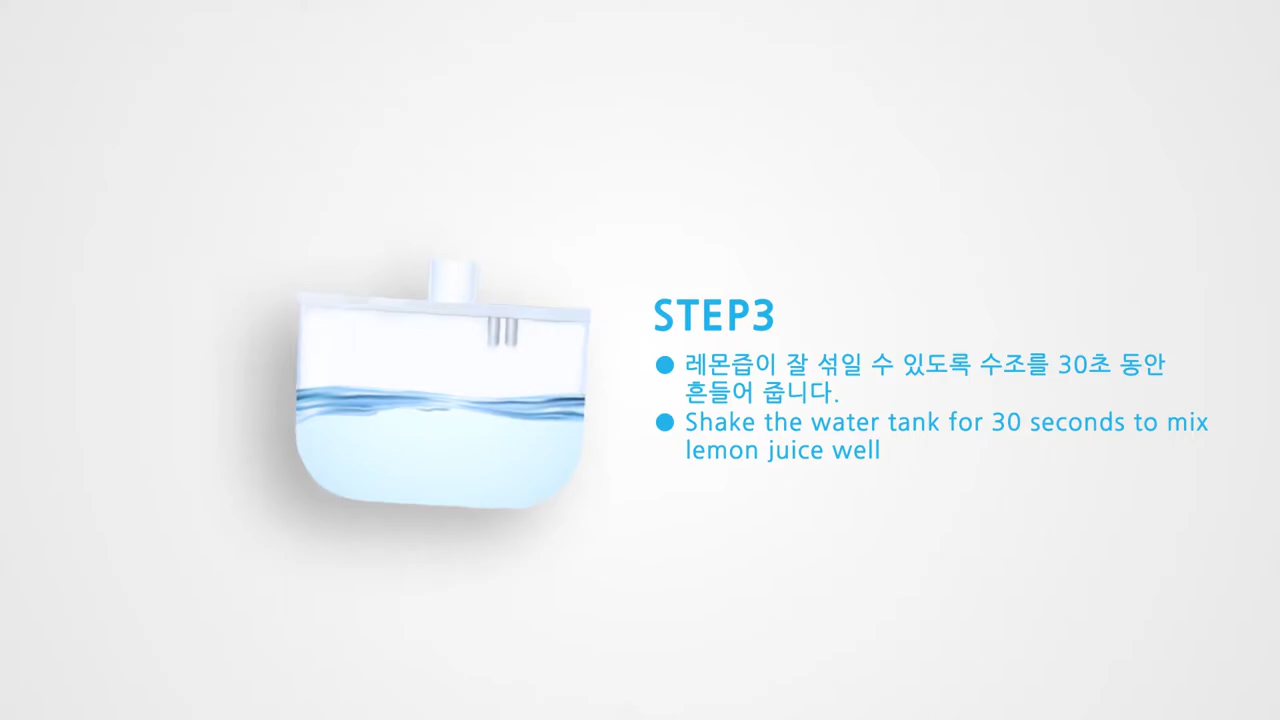 STEP3
● 레몬즙이 잘 섞일 수 있도록 수조를 30초 동안
흔들어 줍니다.
● Shake the water tank for 30 seconds to mix
lemon juice well